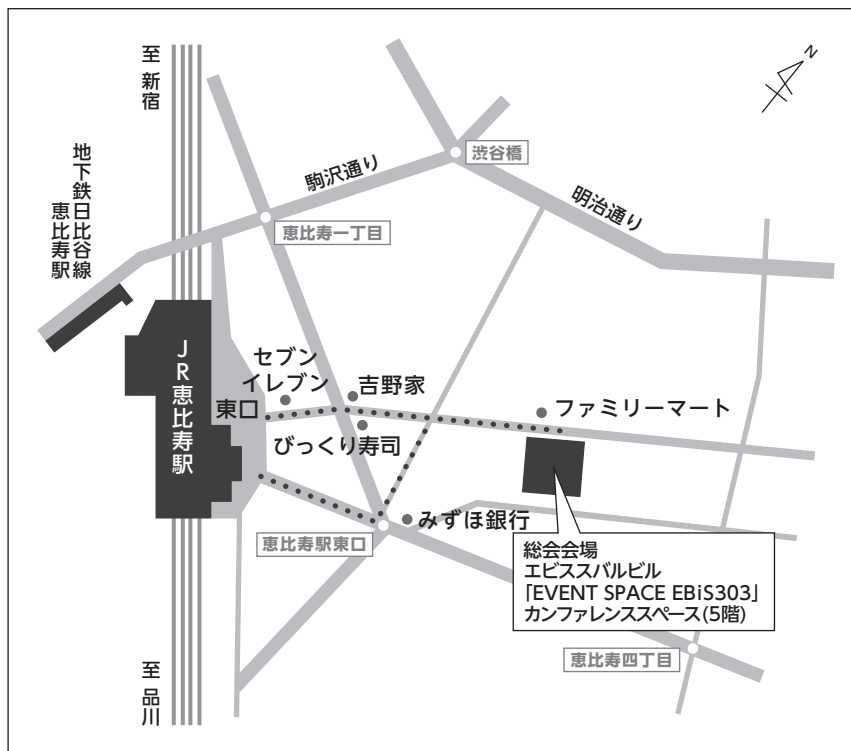 至 新宿
N
渋谷橋
駒沢通り
明治通り
地下鉄日比谷線
恵比寿駅
恵比寿一丁目
JR恵比寿駅
セブン
イレブン
吉野家
東口
ファミリーマート
びっくり寿司
みずほ銀行
恵比寿駅東口
総会会場
エビススバルビル
「EVENT SPACE EBiS303」
カンファレンススペース(5階)
恵比寿四丁目
至 品川